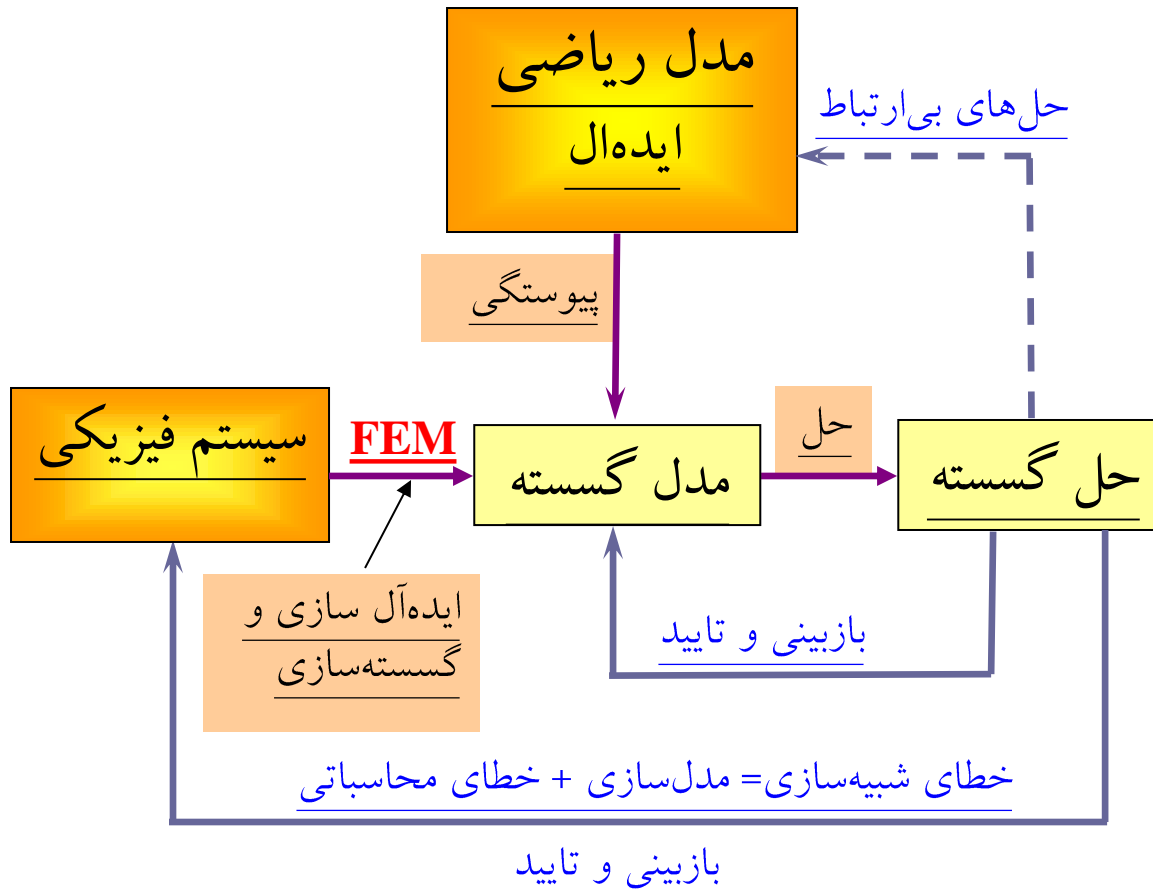 مدل ریاضی
ایده‌ال
حل‌های بی‌ارتباط
پیوستگی
سیستم فیزیکی
FEM
مدل گسسته
حل
حل گسسته
ایده‌آل سازی و
گسسته‌سازی
بازبینی و تایید
خطای شبیه‌سازی= مدل‌سازی + خطای محاسباتی
بازبینی و تایید